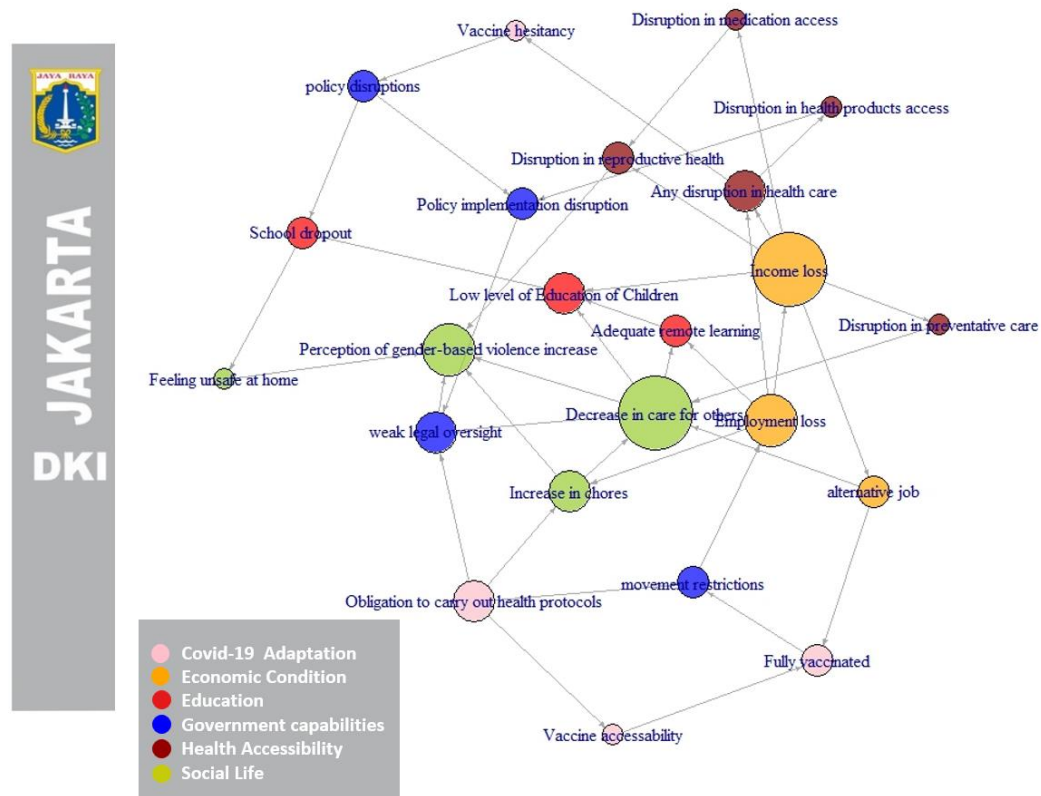 JAYA RAYA
DKI JAKARTA
Vaccine hesitancy
Disruption in medication access
policy disruptions
Disruption in health products access
Disruption in reproductive health
Any disruption in health care
Policy implementation disruption
School dropout
Income loss
Low level of Education of Children
Adequate remote learning
Disruption in preventative care
Perception of gender-based violence increase
Feeling unsafe at home
Decrease in care for others
Employment loss
weak legal oversight
Increase in chores
alternative job
movement restrictions
Obligation to carry out health protocols
Fully vaccinated
Vaccine accessability
Covid-19 Adaptation
Economic Condition
Education
Government capabilities
Health Accessibility
Social Life